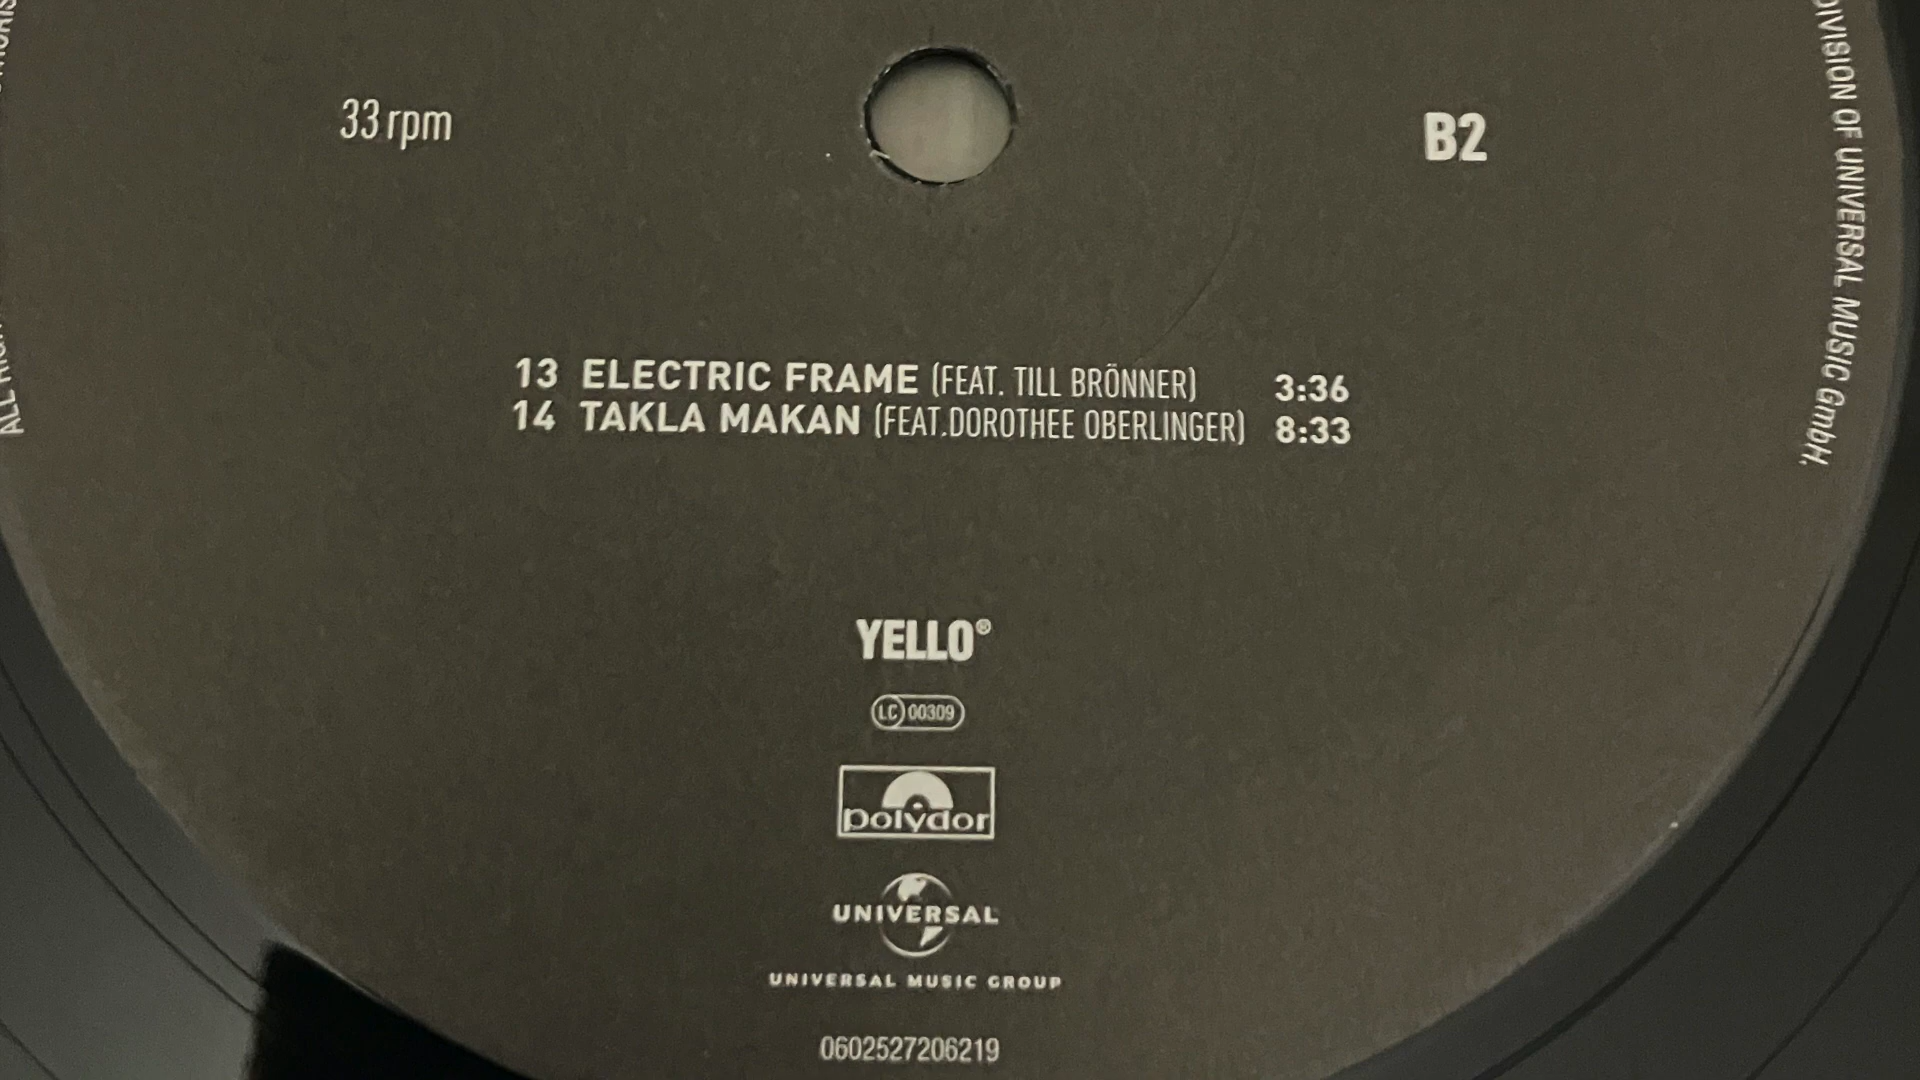 33 rpm
B2
13 ELECTRIC FRAME (FEAT. TILL BRÖNNER) 3:36
14 TAKLA MAKAN (FEAT.DOROTHEE OBERLINGER) 8:33
YELLO®
LC 00309
polydor
UNIVERSAL
UNIVERSAL MUSIC GROUP
0602527206219
DIVISION OF UNIVERSAL MUSIC GmbH.
ALL